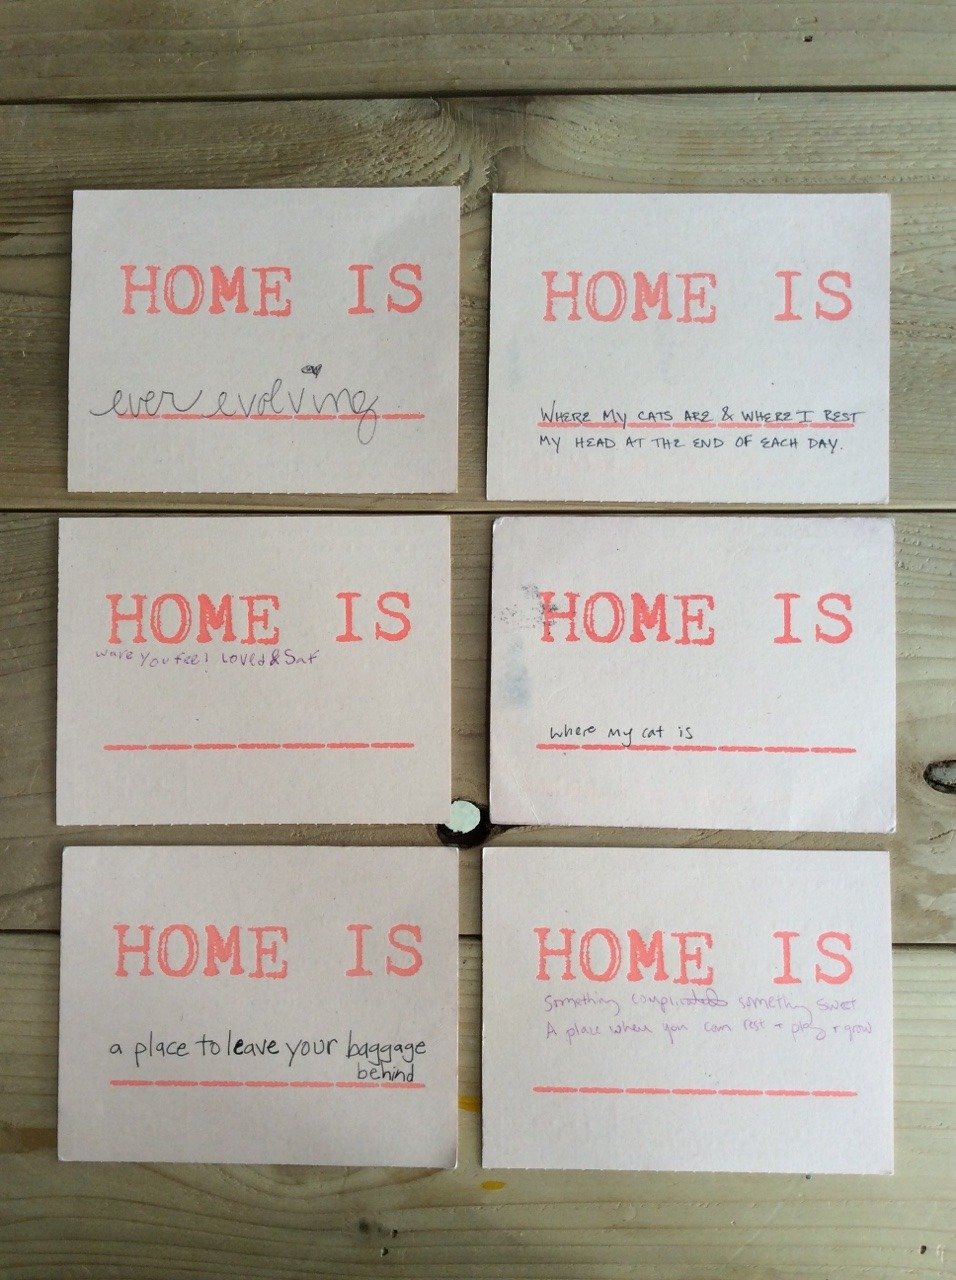 HOME IS
ever evolving
HOME IS
WHERE MY CATS ARE & WHERE I REST
MY HEAD AT THE END OF EACH DAY.
HOME IS
ware you feel Loved & Saf
HOME IS
where my cat is
HOME IS
a place to leave your baggage
behind
HOME IS
Something complicated something sweet
A place where you can rest + play + grow